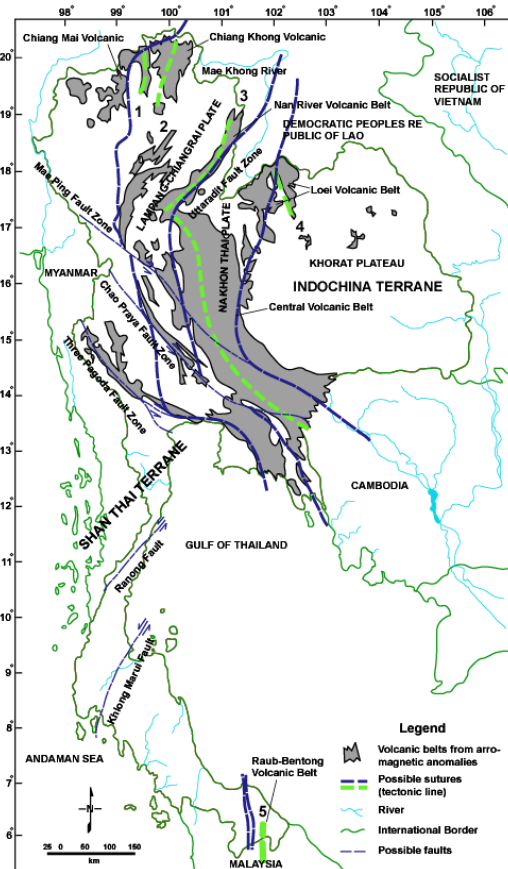 98° 99° 100° 101° 102° 103° 104° 105° 106°
20°
19°
18°
17°
16°
15°
14°
13°
12°
11°
10°
9°
8°
7°
6°
Chiang Mai Volcanic
Chiang Khong Volcanic
Mae Khong River
SOCIALIST
REPUBLIC OF
VIETNAM
1
2
3
Nan River Volcanic Belt
DEMOCRATIC PEOPLES RE
PUBLIC OF LAO
LAMPANG-CHIANGRAI PLATE
Uttaradit Fault Zone
Mae Ping Fault Zone
Loei Volcanic Belt
4
NAKHON THAI PLATE
KHORAT PLATEAU
MYANMAR
INDOCHINA TERRANE
Chao Praya Fault Zone
Central Volcanic Belt
Three Pagoda Fault Zone
SHAN THAI TERRANE
CAMBODIA
GULF OF THAILAND
Ranong Fault
Khlong Marui Fault
ANDAMAN SEA
Raub-Bentong
Volcanic Belt
5
MALAYSIA
N
25 0 50 100 150
km
Legend
Volcanic belts from arro-
magnetic anomalies
Possible sutures
(tectonic line)
River
International Border
Possible faults